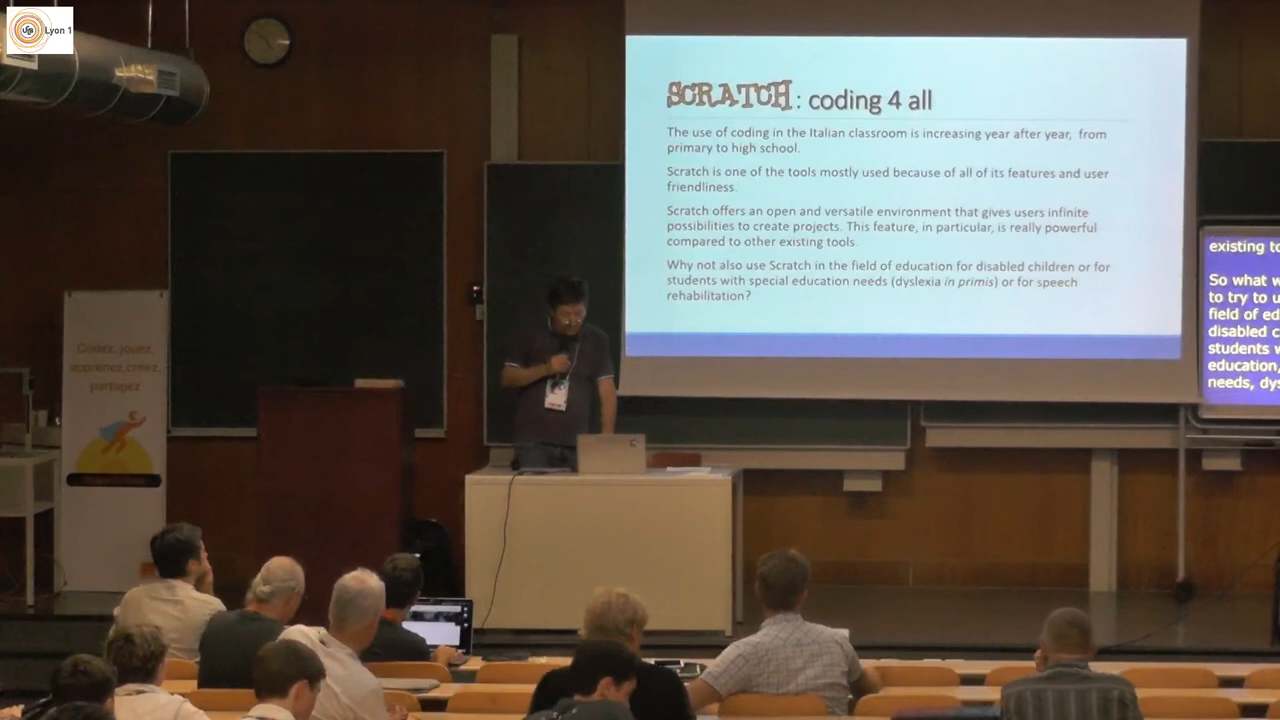 Lyon 1
SCRATCH : coding 4 all
The use of coding in the Italian classroom is increasing year after year, from
primary to high school.
Scratch is one of the tools mostly used because of all of its features and user
friendliness.
Scratch offers an open and versatile environment that gives users infinite
possibilities to create projects. This feature, in particular, is really powerful
compared to other existing tools.
Why not also use Scratch in the field of education for disabled children or for
students with special education needs (dyslexia in primis) or for speech
rehabilitation?
existing to
So what w
to try to u
field of ed
disabled c
students w
education,
needs, dys
Codez, jouez,
apprenez, créez,
partagez